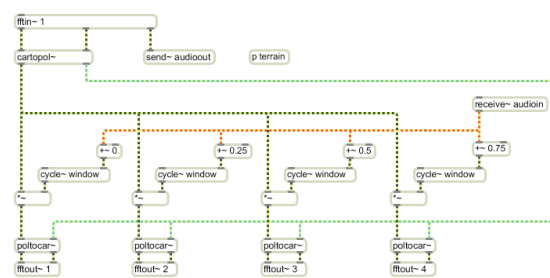 fftin~ 1
cartopol~
send~ audioout
p terrain
receive~ audioin
+~ 0
+~ 0.25
+~ 0.5
+~ 0.75
cycle~ window
cycle~ window
cycle~ window
cycle~ window
*~
*~
*~
*~
poltocar~
poltocar~
poltocar~
poltocar~
fftout~ 1
fftout~ 2
fftout~ 3
fftout~ 4